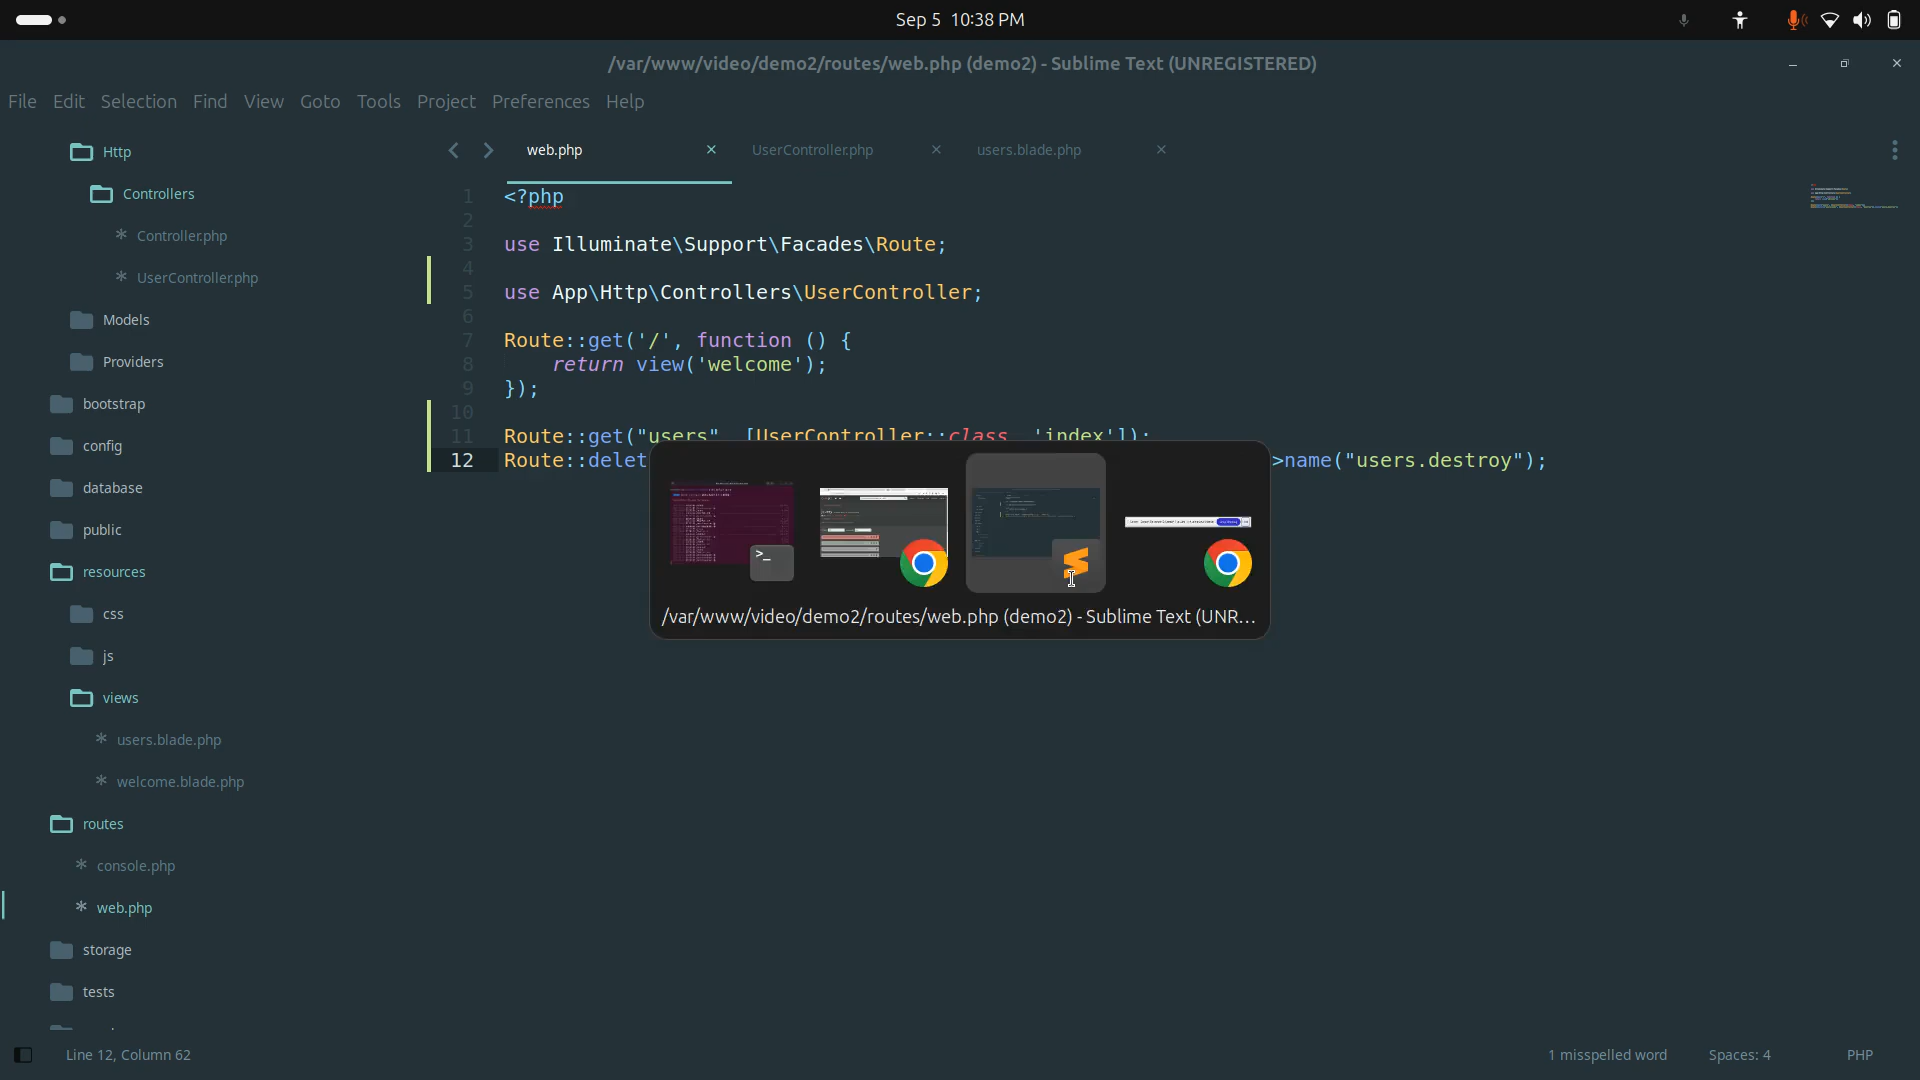 Sep 5 10:38 PM
/var/www/video/demo2/routes/web.php (demo2) - Sublime Text (UNREGISTERED)
File Edit Selection Find View Goto Tools Project Preferences Help
Http
Controllers
Controller.php
UserController.php
Models
Providers
bootstrap
config
database
public
resources
css
js
views
users.blade.php
welcome.blade.php
routes
console.php
web.php
storage
tests
web.php
UserController.php
users.blade.php
1 <?php
2
3 use Illuminate\Support\Facades\Route;
4
5 use App\Http\Controllers\UserController;
6
7 Route::get('/', function () {
8 return view('welcome');
9 });
10
11 Route::get("users", [UserController::class, 'index']);
12 Route::delet >name("users.destroy");
/var/www/video/demo2/routes/web.php (demo2) - Sublime Text (UNR...
Line 12, Column 62
1 misspelled word
Spaces: 4
PHP